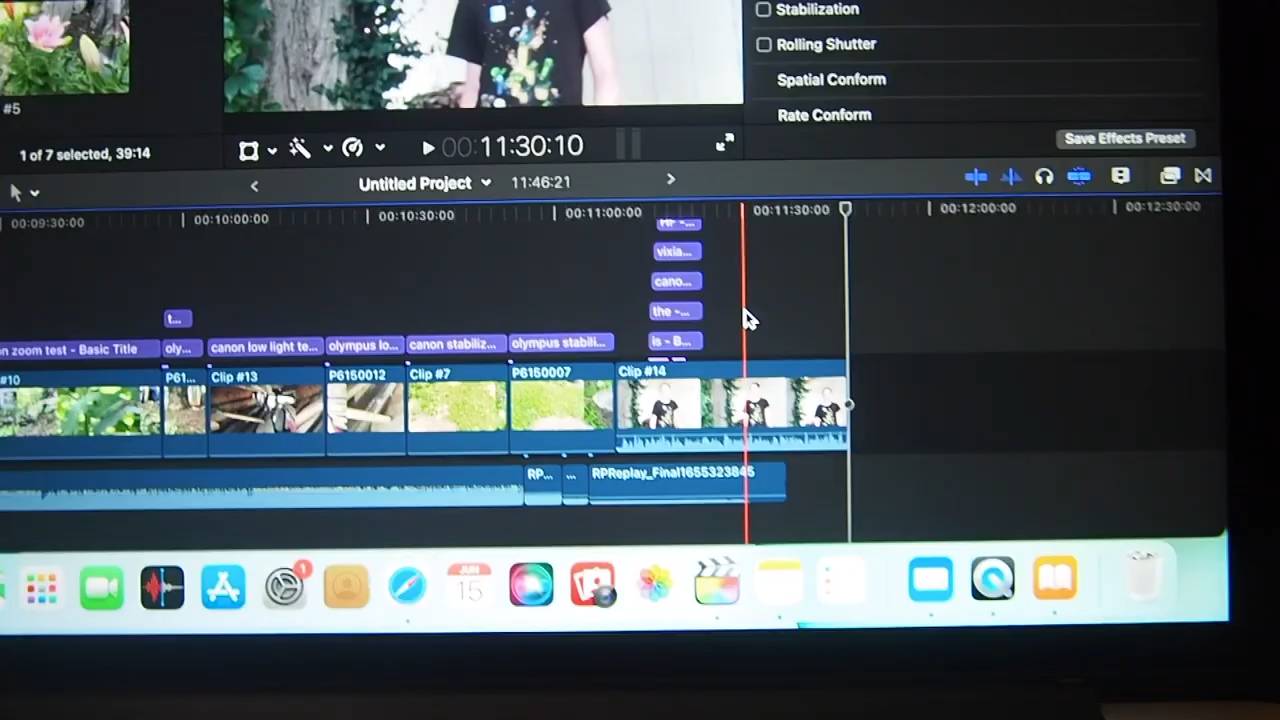 Stabilization
Rolling Shutter
Spatial Conform
Rate Conform
#5
1 of 7 selected, 39:14
00:11:30:10
Save Effects Preset
Untitled Project
11:46:21
00:09:30:00
00:10:00:00
00:10:30:00
00:11:00:00
00:11:30:00
00:12:00:00
00:12:30:00
vixia...
cano...
t...
the -...
n zoom test - Basic Title
oly...
canon low light te...
olympus lo...
canon stabiliz...
olympus stabili...
is - B...
#10
P61...
Clip #13
P6150012
Clip #7
P6150007
Clip #14
RP...
...
RPReplay_Final1655323845
1
JUN
15